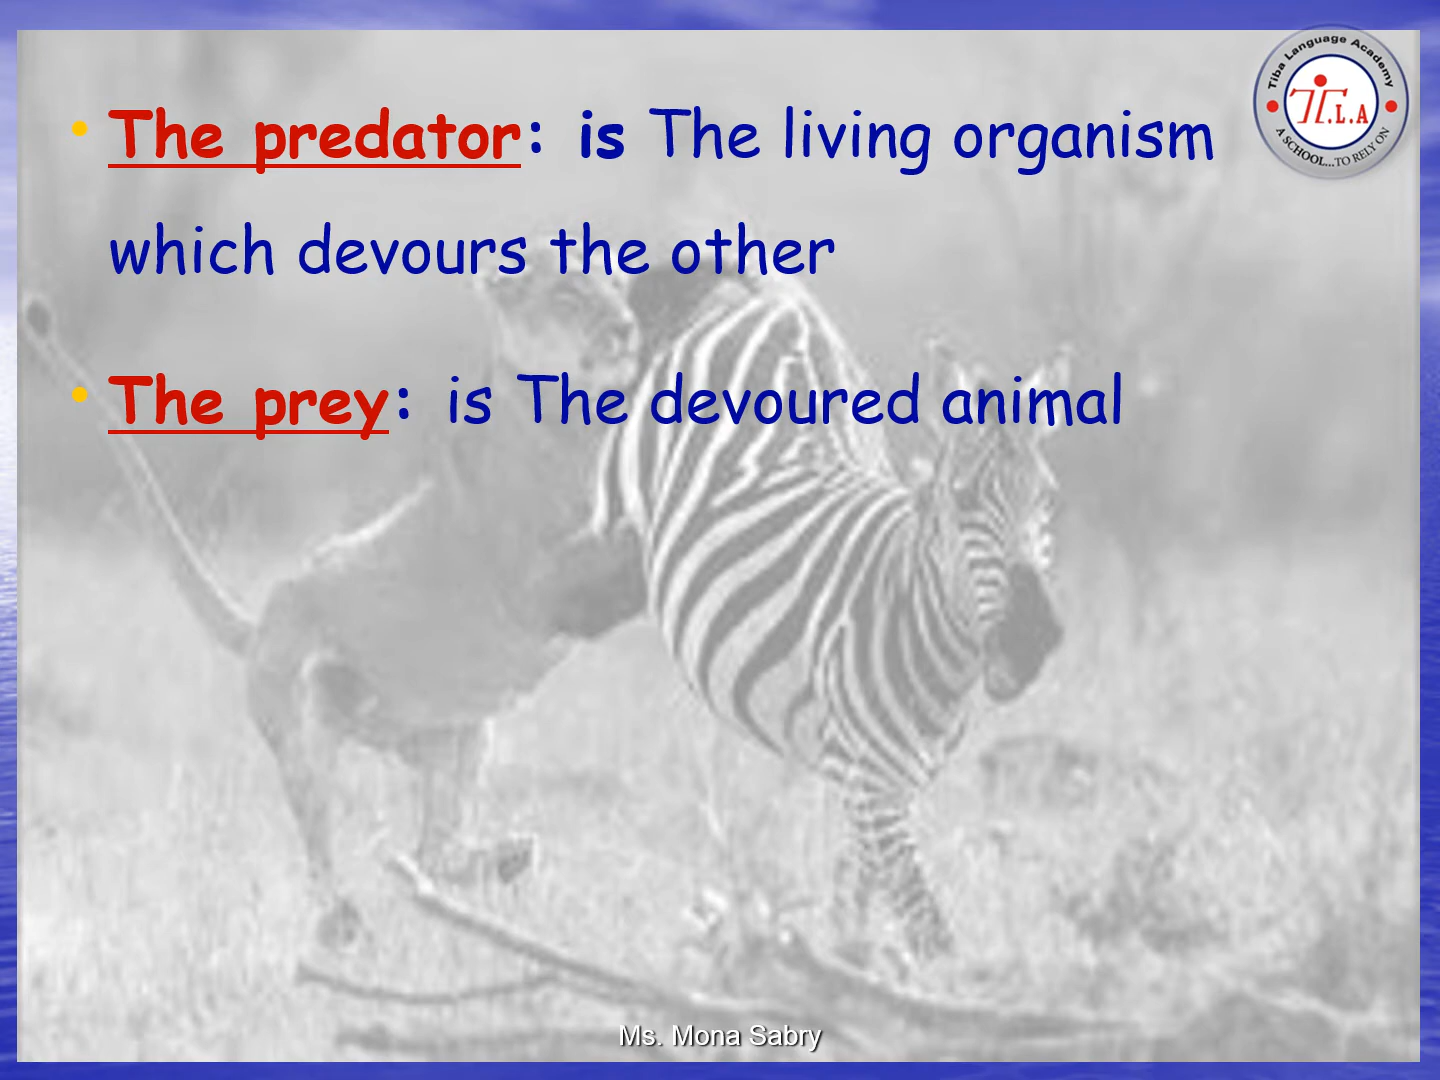 Tiba Language Academy
T.L.A
A SCHOOL...TO RELY ON
• The predator: is The living organism
which devours the other
• The prey: is The devoured animal
Ms. Mona Sabry